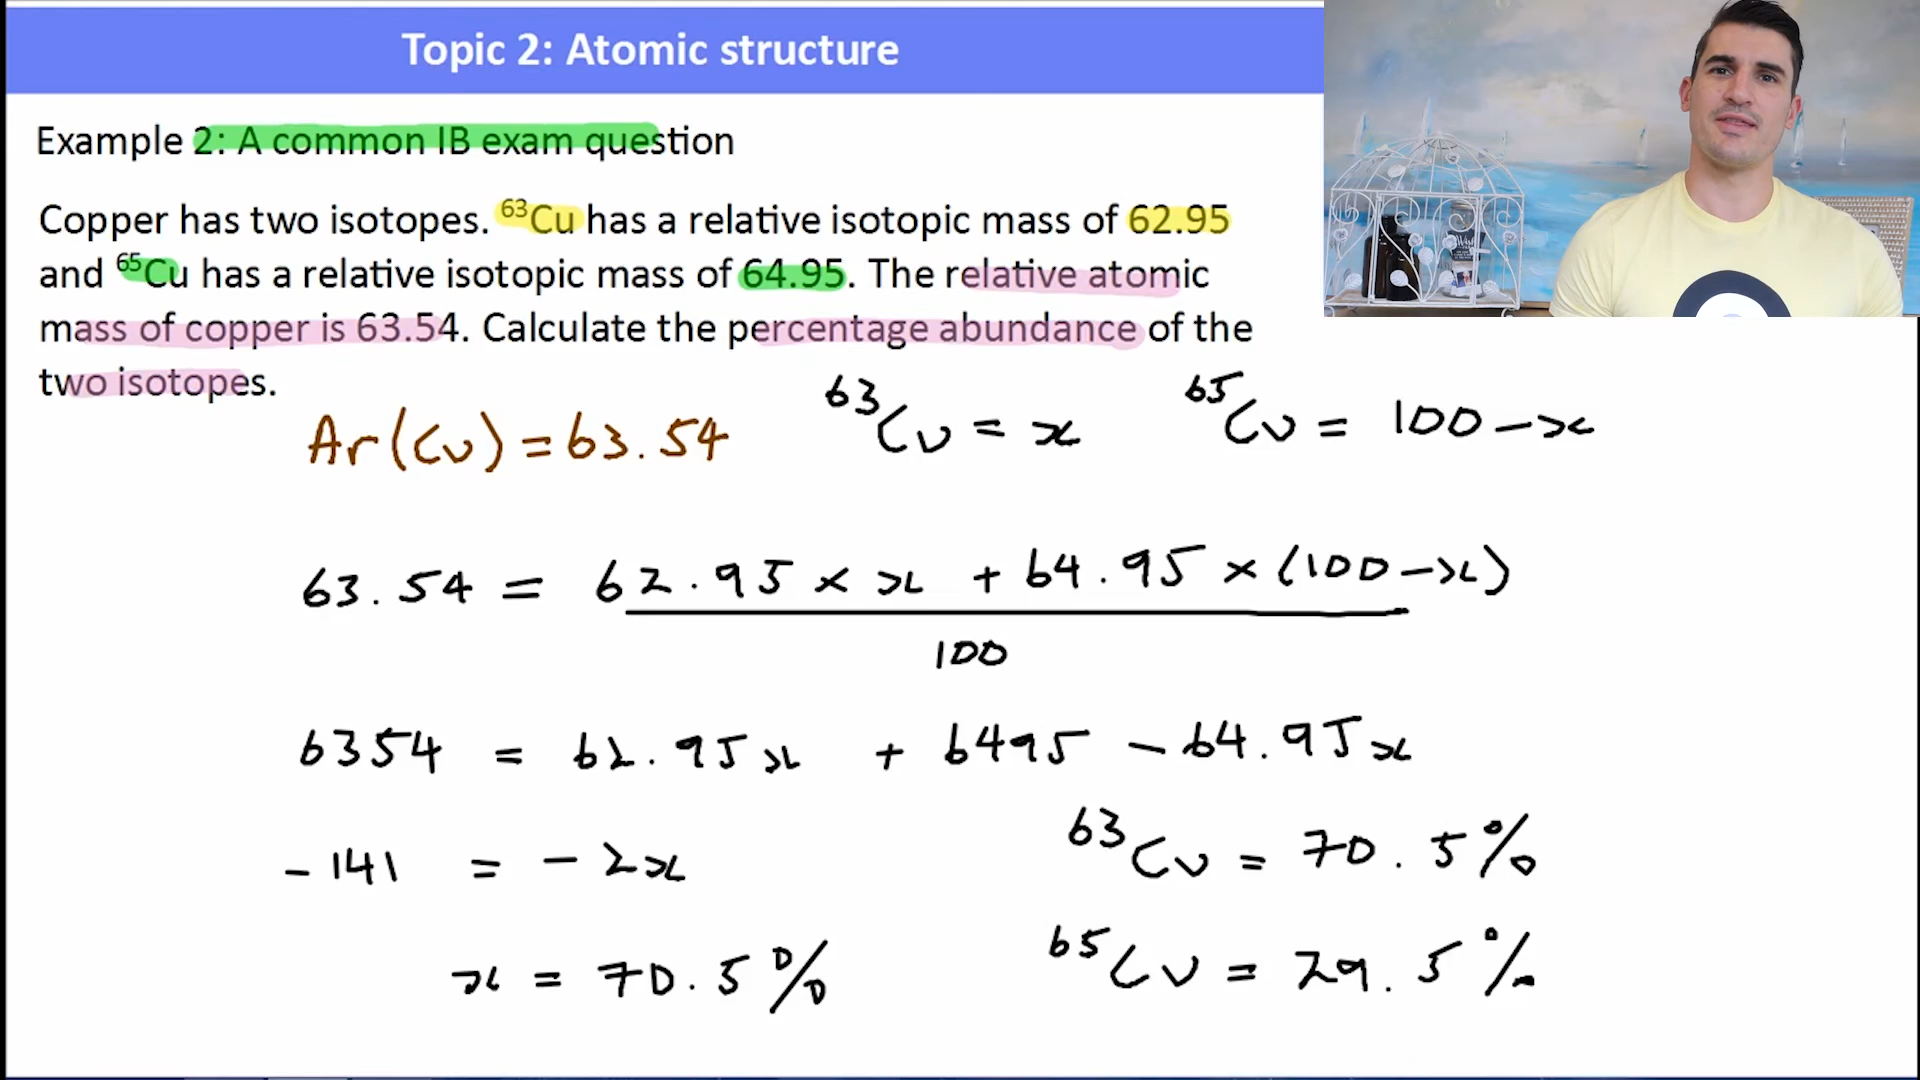 Topic 2: Atomic structure
Example 2: A common IB exam question
Copper has two isotopes. ⁶³Cu has a relative isotopic mass of 62.95
and ⁶⁵Cu has a relative isotopic mass of 64.95. The relative atomic
mass of copper is 63.54. Calculate the percentage abundance of the
two isotopes.
Ar(Cu) = 63.54
⁶³Cu = x
⁶⁵Cu = 100 - x
63.54 = 62.95 × x + 64.95 × (100 - x)
100
6354 = 62.95x + 6495 - 64.95x
- 141 = - 2x
x = 70.5%
⁶³Cu = 70.5%
⁶⁵Cu = 29.5%